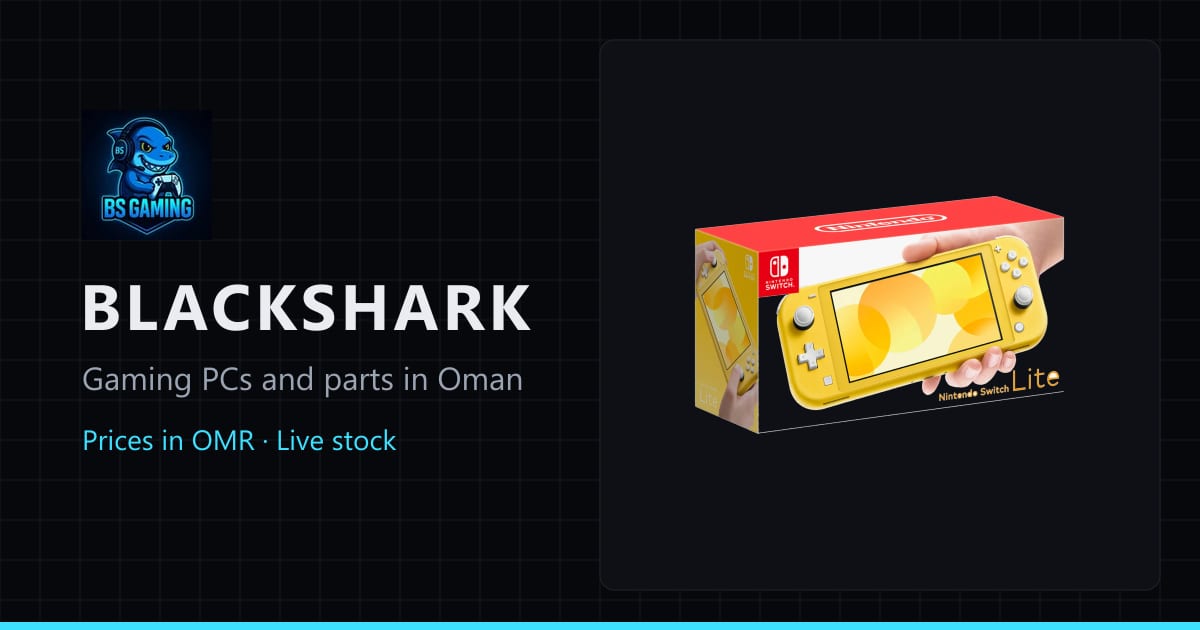 BS
BS GAMING
BLACKSHARK
Gaming PCs and parts in Oman
Prices in OMR · Live stock
Nintendo
NINTENDO
SWITCH
Lite
Nintendo Switch Lite